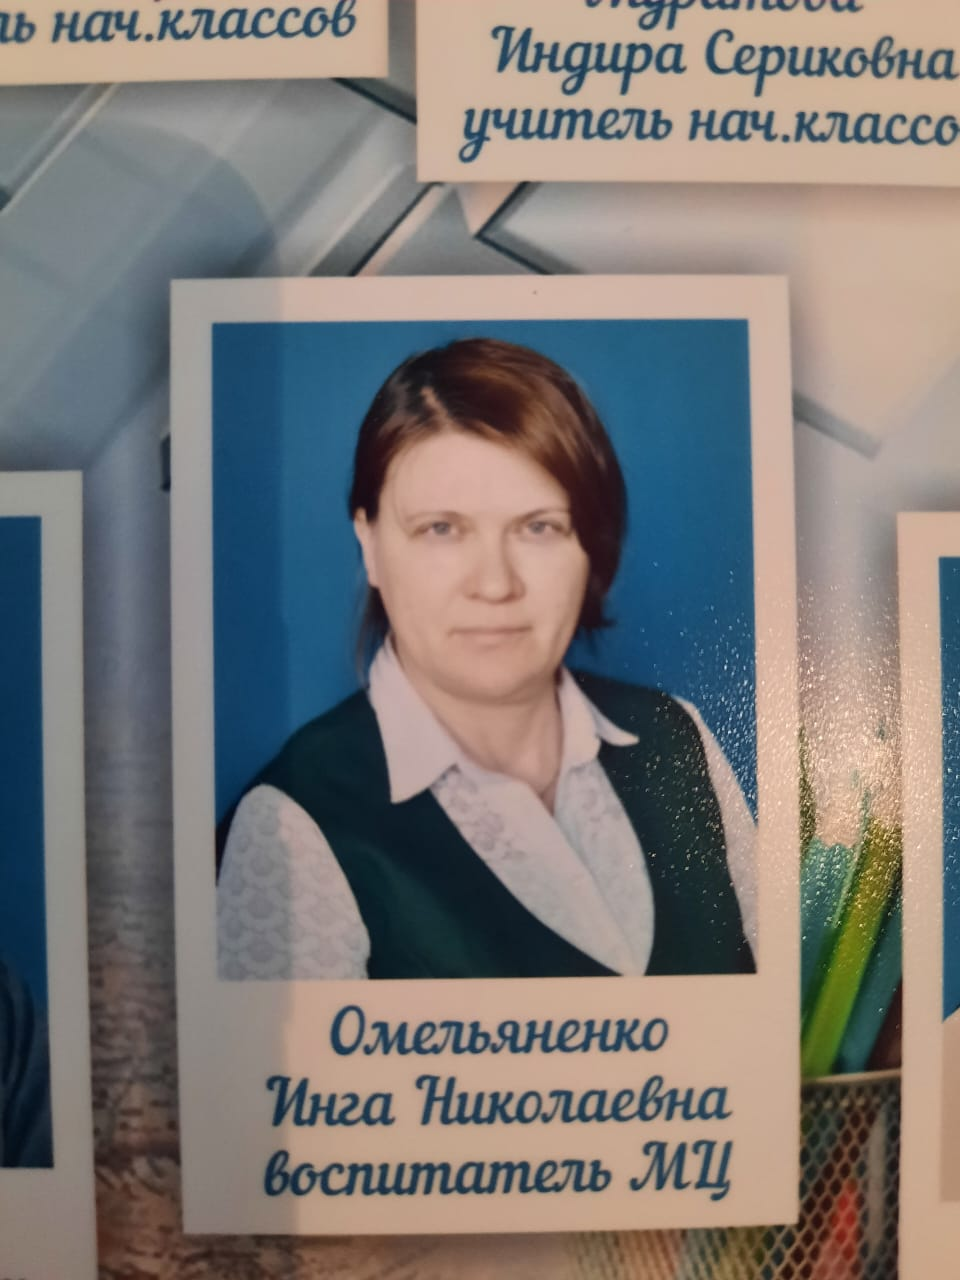 нач.классов
Индира Сериковна
учитель нач.классо
Омельяненко
Инга Николаевна
воспитатель МЦ